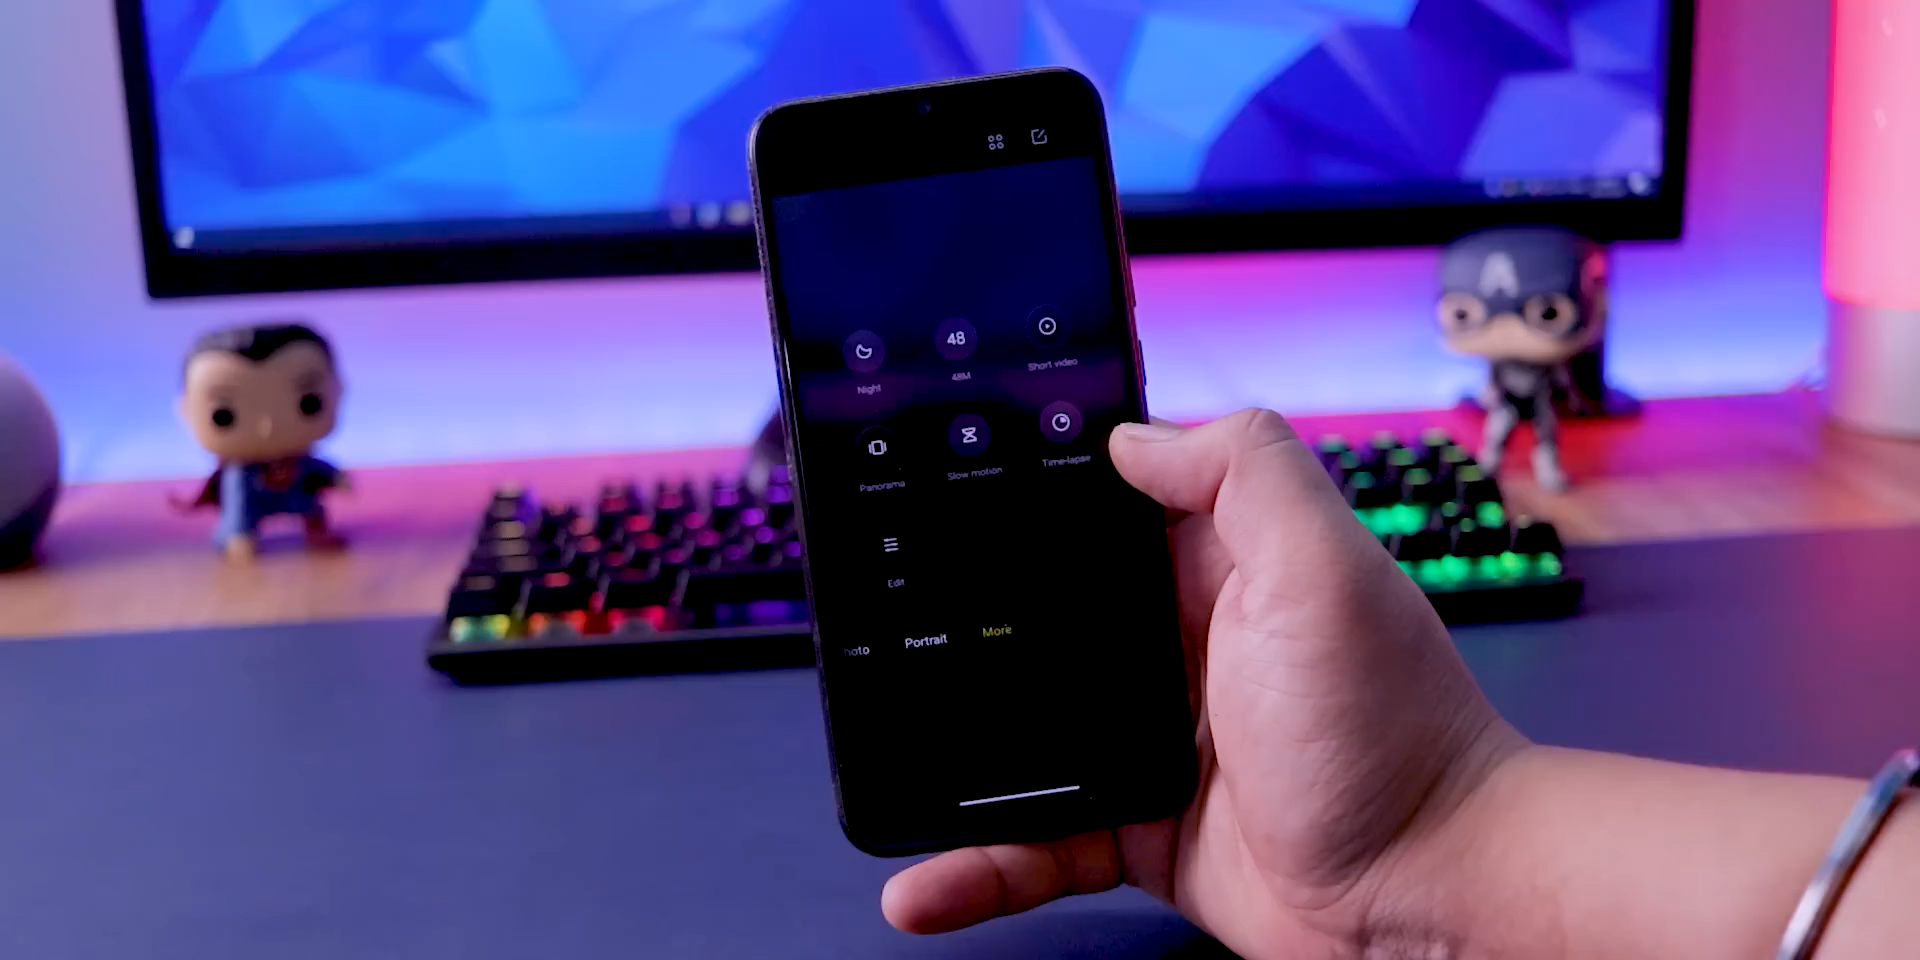 A
48
Night
48M
Short video
Panorama
Slow motion
Time-lapse
Edit
hoto
Portrait
More